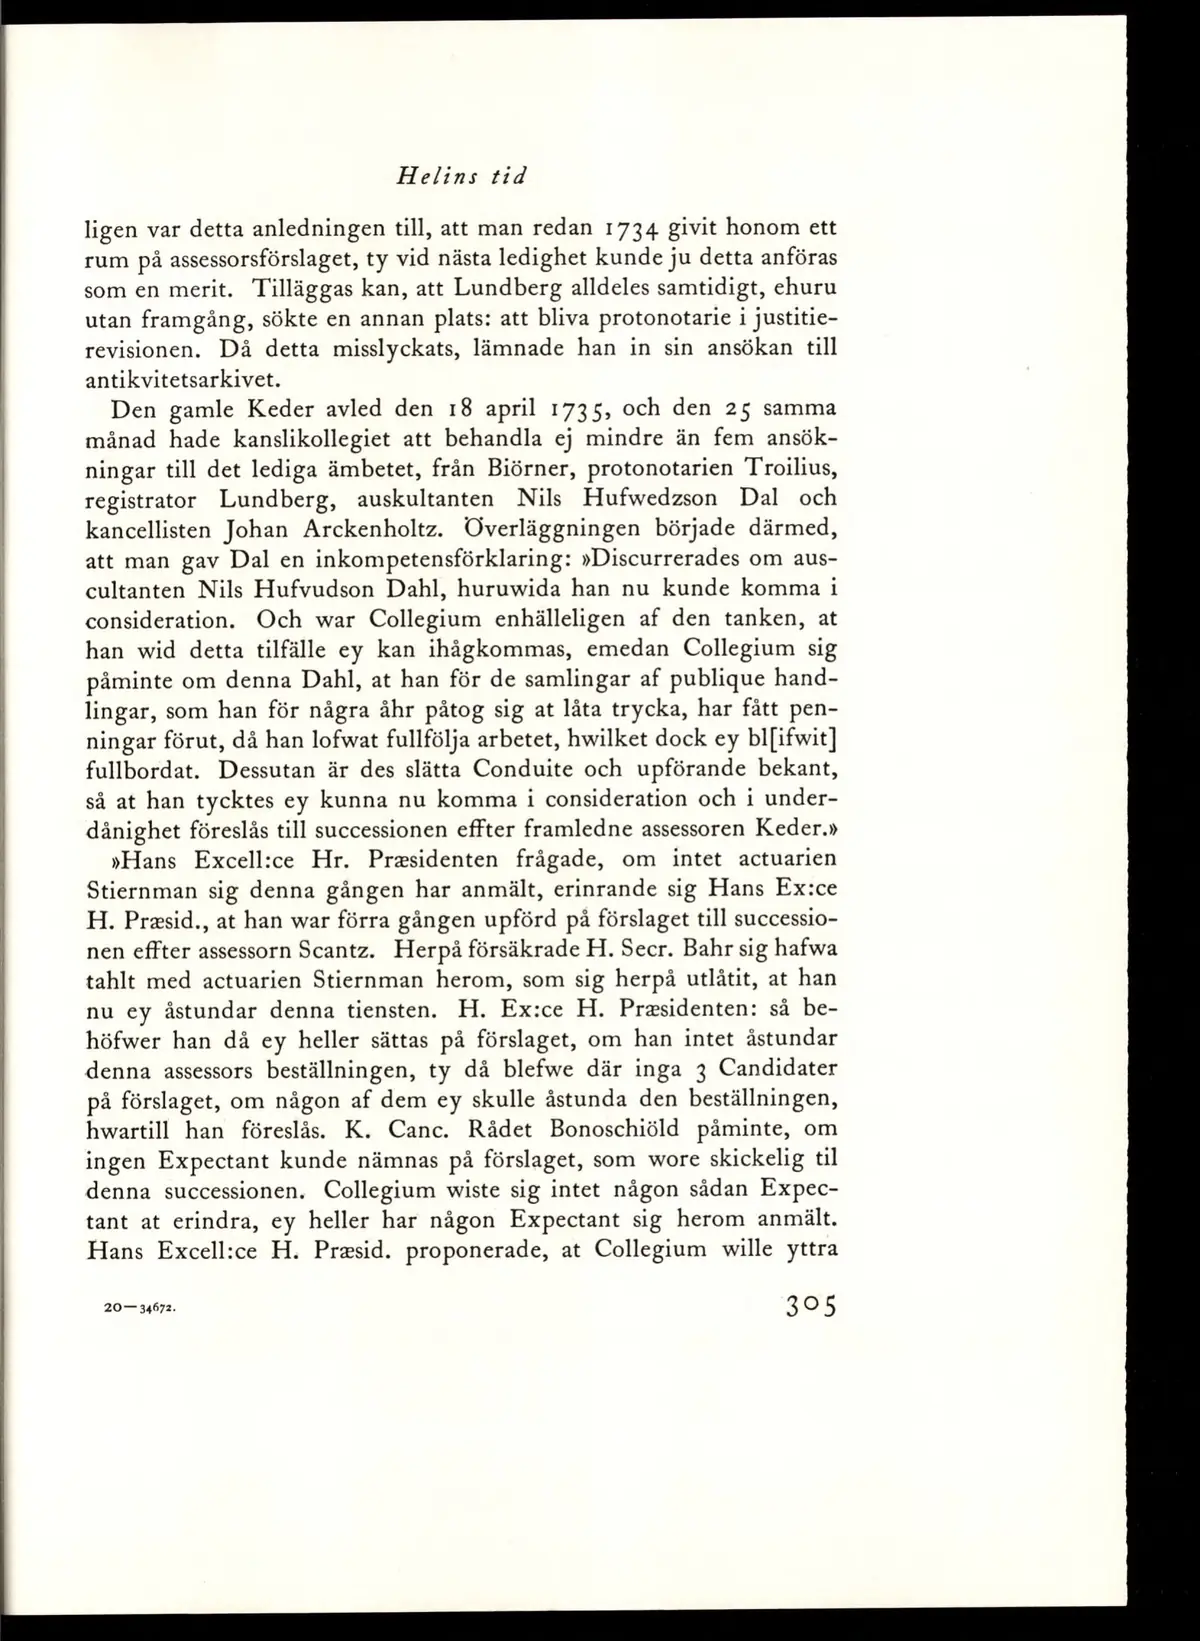 Helins tid
ligen var detta anledningen till, att man redan 1734 givit honom ett
rum på assessorsförslaget, ty vid nästa ledighet kunde ju detta anföras
som en merit. Tilläggas kan, att Lundberg alldeles samtidigt, ehuru
utan framgång, sökte en annan plats: att bliva protonotarie i justitie-
revisionen. Då detta misslyckats, lämnade han in sin ansökan till
antikvitetsarkivet.
Den gamle Keder avled den 18 april 1735, och den 25 samma
månad hade kanslikollegiet att behandla ej mindre än fem ansök-
ningar till det lediga ämbetet, från Biörner, protonotarien Troilius,
registrator Lundberg, auskultanten Nils Hufwedzson Dal och
kancellisten Johan Arckenholtz. Överläggningen började därmed,
att man gav Dal en inkompetensförklaring: »Discurrerades om aus-
cultanten Nils Hufvudson Dahl, huruwida han nu kunde komma i
consideration. Och war Collegium enhälleligen af den tanken, at
han wid detta tilfälle ey kan ihågkommas, emedan Collegium sig
påminte om denna Dahl, at han för de samlingar af publique hand-
lingar, som han för några åhr påtog sig at låta trycka, har fått pen-
ningar förut, då han lofwat fullfölja arbetet, hwilket dock ey bl[ifwit]
fullbordat. Dessutan är des slätta Conduite och upförande bekant,
så at han tycktes ey kunna nu komma i consideration och i under-
dånighet föreslås till successionen effter framledne assessoren Keder.»
»Hans Excell:ce Hr. Præsidenten frågade, om intet actuarien
Stiernman sig denna gången har anmält, erinrande sig Hans Ex:ce
H. Præsid., at han war förra gången upförd på förslaget till successio-
nen effter assessorn Scantz. Herpå försäkrade H. Secr. Bahr sig hafwa
tahlt med actuarien Stiernman herom, som sig herpå utlåtit, at han
nu ey åstundar denna tiensten. H. Ex:ce H. Præsidenten: så be-
höfwer han då ey heller sättas på förslaget, om han intet åstundar
denna assessors beställningen, ty då blefwe där inga 3 Candidater
på förslaget, om någon af dem ey skulle åstunda den beställningen,
hwartill han föreslås. K. Canc. Rådet Bonoschiöld påminte, om
ingen Expectant kunde nämnas på förslaget, som wore skickelig til
denna successionen. Collegium wiste sig intet någon sådan Expec-
tant at erindra, ey heller har någon Expectant sig herom anmält.
Hans Excell:ce H. Præsid. proponerade, at Collegium wille yttra
20—34672.
305